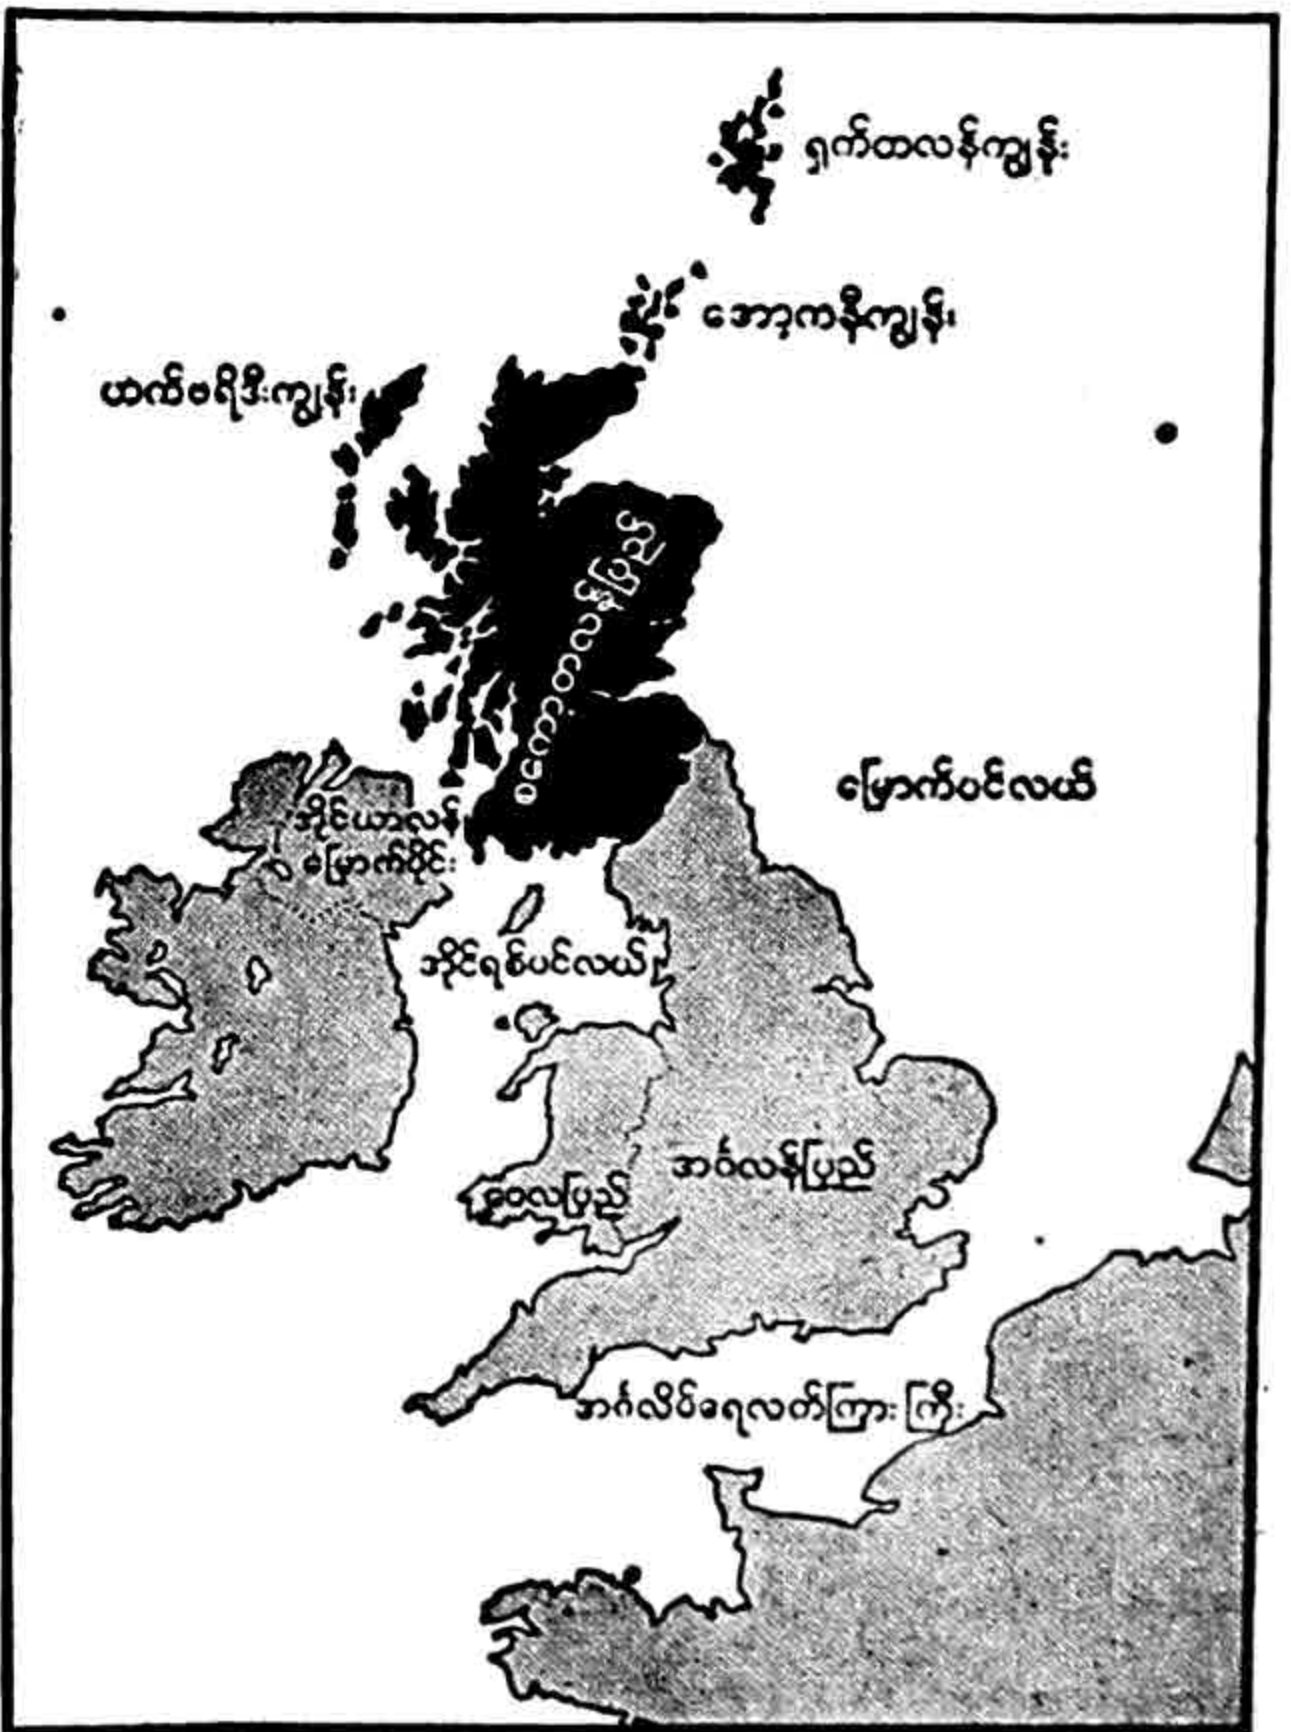 ရှက်တလန်ကျွန်း
အော့ကနီကျွန်း
ဟက်ဗရိဒီးကျွန်း
စကော့တလန်ပြည်
မြောက်ပင်လယ်
အိုင်ယာလန်
မြောက်ပိုင်း
အိုင်ရစ်ပင်လယ်
အင်္ဂလန်ပြည်
ဝေလပြည်
အင်္ဂလိပ်ရေလက်ကြားကြီး